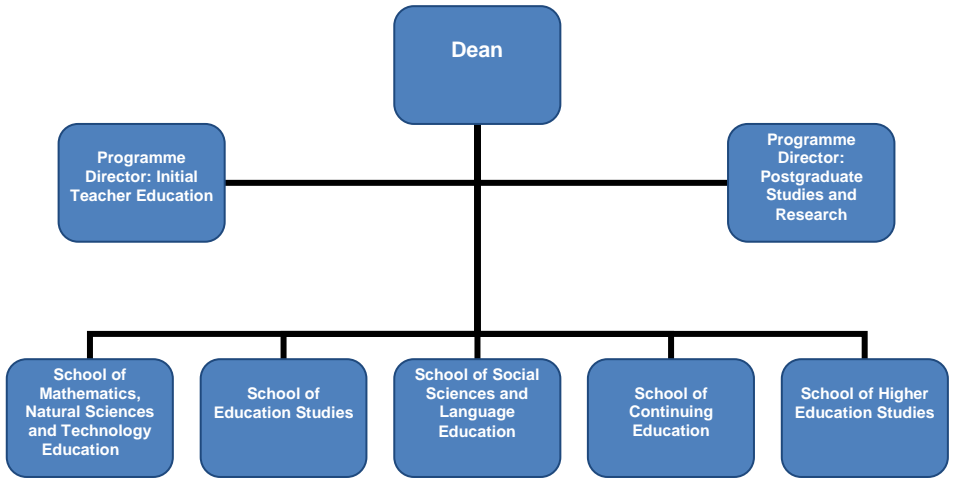 Dean
Programme
Director: Initial
Teacher Education
Programme
Director:
Postgraduate
Studies and
Research
School of
Mathematics,
Natural Sciences
and Technology
Education
School of
Education Studies
School of Social
Sciences and
Language
Education
School of
Continuing
Education
School of Higher
Education Studies